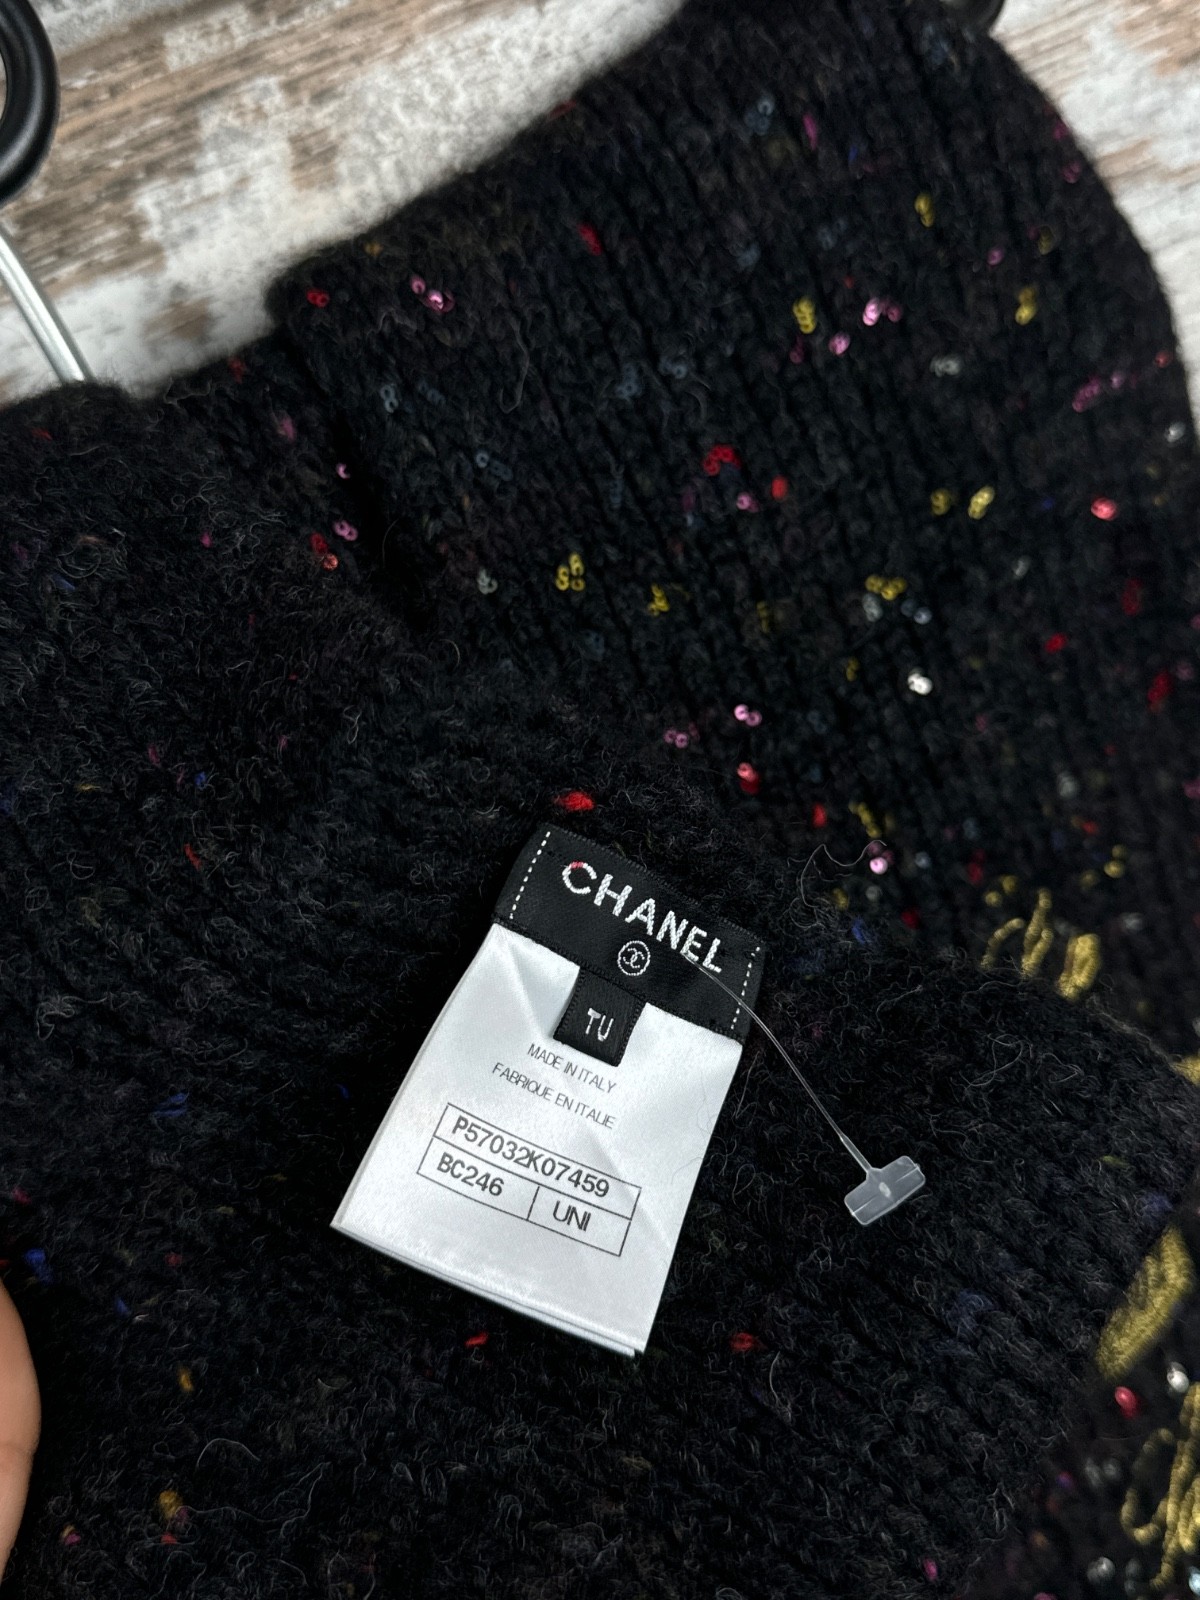 CHANEL
TU
MADE IN ITALY
FABRIQUE EN ITALIE
P57032K07459
BC246 UNI